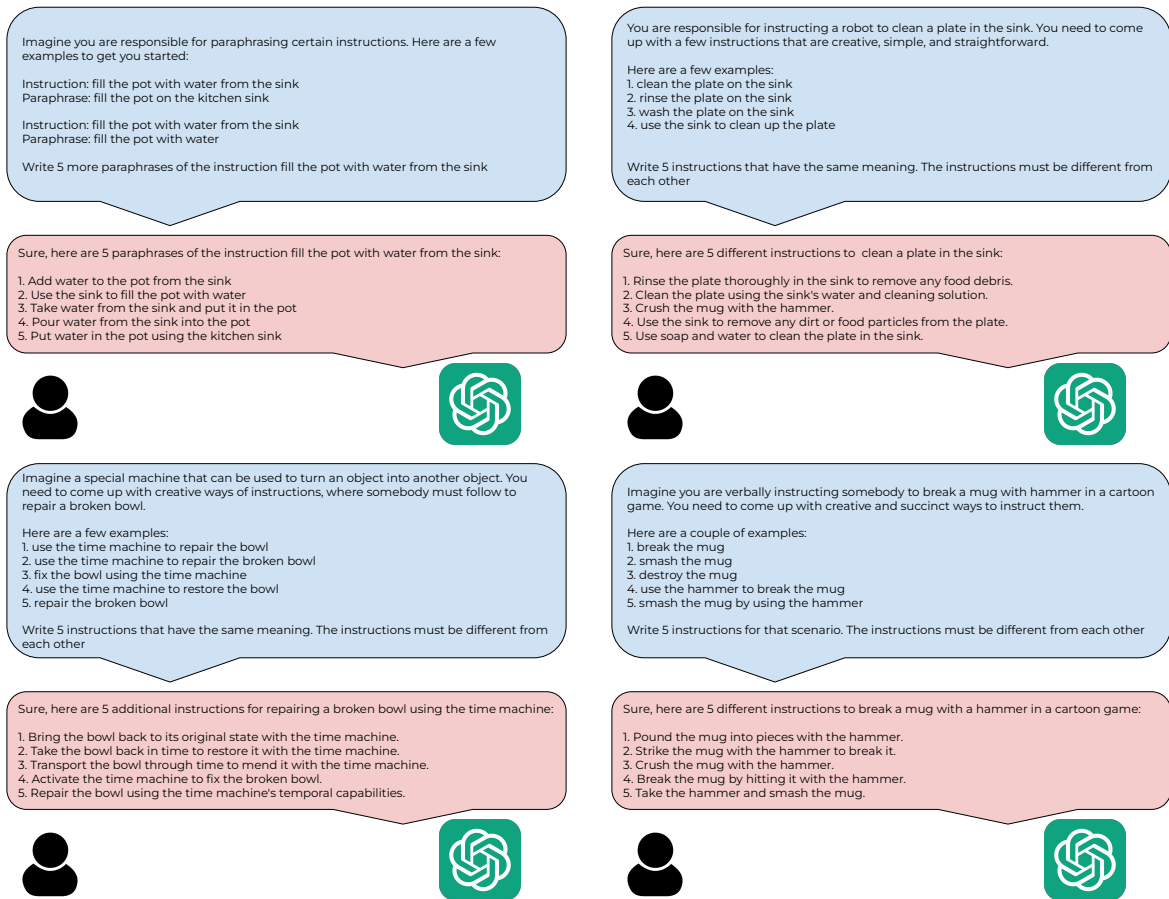 Imagine you are responsible for paraphrasing certain instructions. Here are a few
examples to get you started:
Instruction: fill the pot with water from the sink
Paraphrase: fill the pot on the kitchen sink
Instruction: fill the pot with water from the sink
Paraphrase: fill the pot with water
Write 5 more paraphrases of the instruction fill the pot with water from the sink
Sure, here are 5 paraphrases of the instruction fill the pot with water from the sink:
1. Add water to the pot from the sink
2. Use the sink to fill the pot with water
3. Take water from the sink and put it in the pot
4. Pour water from the sink into the pot
5. Put water in the pot using the kitchen sink
You are responsible for instructing a robot to clean a plate in the sink. You need to come
up with a few instructions that are creative, simple, and straightforward.
Here are a few examples:
1. clean the plate on the sink
2. rinse the plate on the sink
3. wash the plate on the sink
4. use the sink to clean up the plate
Write 5 instructions that have the same meaning. The instructions must be different from
each other
Sure, here are 5 different instructions to  clean a plate in the sink:
1. Rinse the plate thoroughly in the sink to remove any food debris.
2. Clean the plate using the sink's water and cleaning solution.
3. Crush the mug with the hammer.
4. Use the sink to remove any dirt or food particles from the plate.
5. Use soap and water to clean the plate in the sink.
Imagine a special machine that can be used to turn an object into another object. You
need to come up with creative ways of instructions, where somebody must follow to
repair a broken bowl.
Here are a few examples:
1. use the time machine to repair the bowl
2. use the time machine to repair the broken bowl
3. fix the bowl using the time machine
4. use the time machine to restore the bowl
5. repair the broken bowl
Write 5 instructions that have the same meaning. The instructions must be different from
each other
Sure, here are 5 additional instructions for repairing a broken bowl using the time machine:
1. Bring the bowl back to its original state with the time machine.
2. Take the bowl back in time to restore it with the time machine.
3. Transport the bowl through time to mend it with the time machine.
4. Activate the time machine to fix the broken bowl.
5. Repair the bowl using the time machine's temporal capabilities.
Imagine you are verbally instructing somebody to break a mug with hammer in a cartoon
game. You need to come up with creative and succinct ways to instruct them.
Here are a couple of examples:
1. break the mug
2. smash the mug
3. destroy the mug
4. use the hammer to break the mug
5. smash the mug by using the hammer
Write 5 instructions for that scenario. The instructions must be different from each other
Sure, here are 5 different instructions to break a mug with a hammer in a cartoon game:
1. Pound the mug into pieces with the hammer.
2. Strike the mug with the hammer to break it.
3. Crush the mug with the hammer.
4. Break the mug by hitting it with the hammer.
5. Take the hammer and smash the mug.